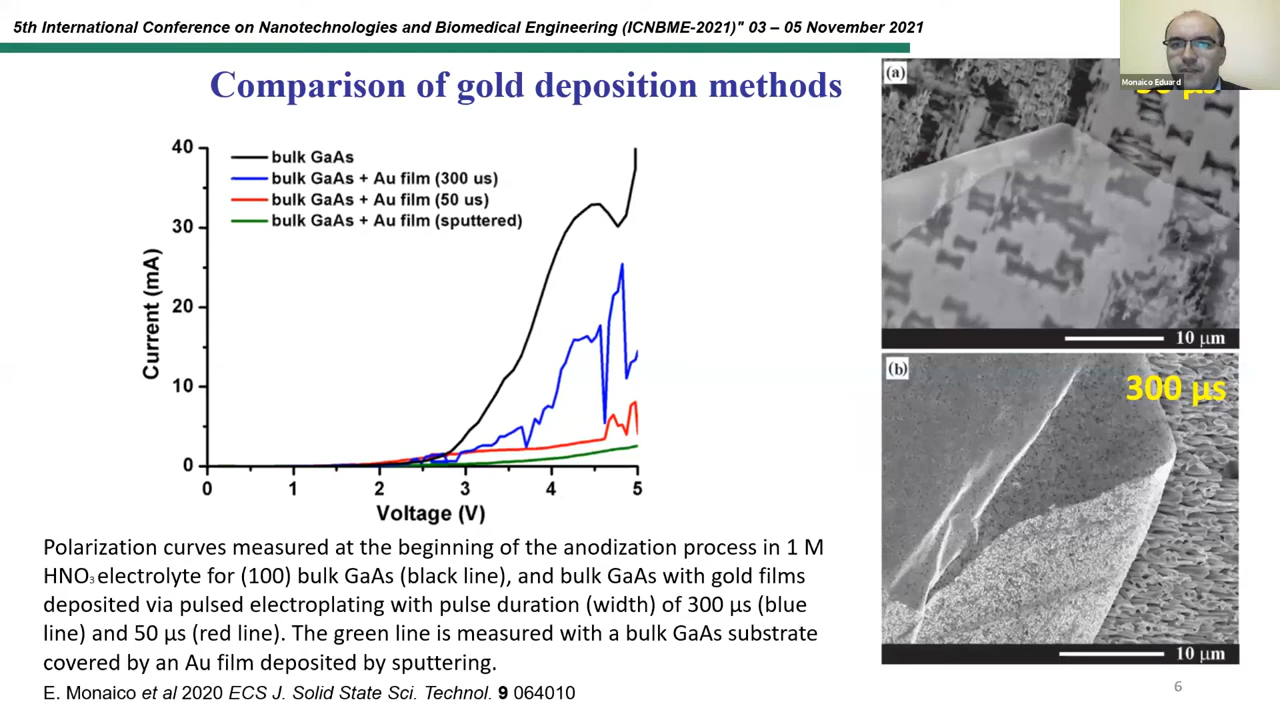 5th International Conference on Nanotechnologies and Biomedical Engineering (ICNBME-2021)" 03 – 05 November 2021
Monaico Eduard
Comparison of gold deposition methods
40
30
20
10
0
Current (mA)
bulk GaAs
bulk GaAs + Au film (300 us)
bulk GaAs + Au film (50 us)
bulk GaAs + Au film (sputtered)
0 1 2 3 4 5
Voltage (V)
(a)
10 μm
(b)
300 μs
10 μm
Polarization curves measured at the beginning of the anodization process in 1 M
HNO₃ electrolyte for (100) bulk GaAs (black line), and bulk GaAs with gold films
deposited via pulsed electroplating with pulse duration (width) of 300 μs (blue
line) and 50 μs (red line). The green line is measured with a bulk GaAs substrate
covered by an Au film deposited by sputtering.
E. Monaico et al 2020 ECS J. Solid State Sci. Technol. 9 064010
6